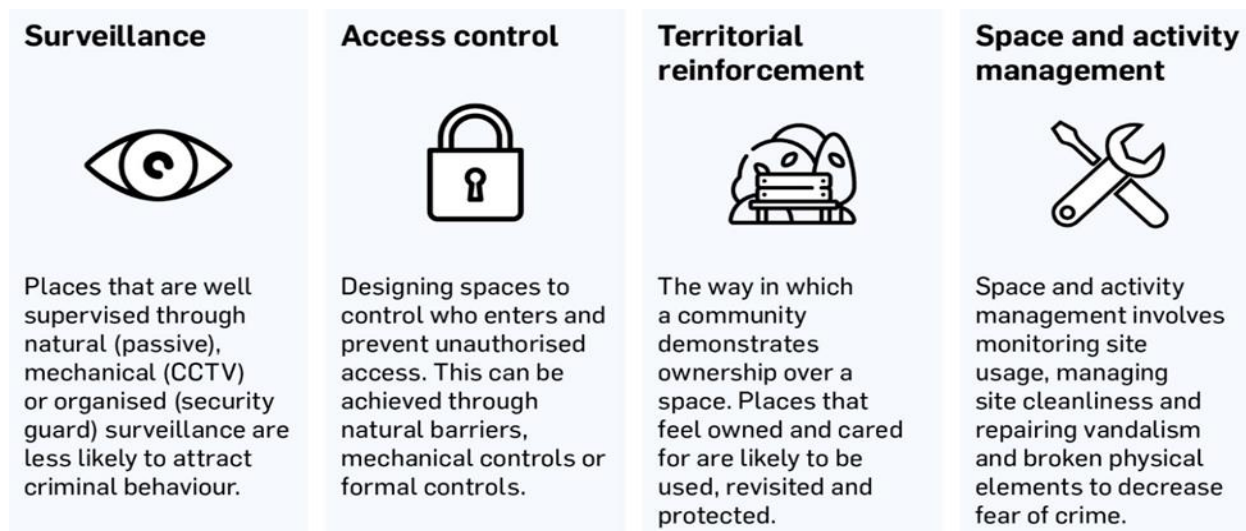 Surveillance
Places that are well
supervised through
natural (passive),
mechanical (CCTV)
or organised (security
guard) surveillance are
less likely to attract
criminal behaviour.
Access control
Designing spaces to
control who enters and
prevent unauthorised
access. This can be
achieved through
natural barriers,
mechanical controls or
formal controls.
Territorial
reinforcement
The way in which
a community
demonstrates
ownership over a
space. Places that
feel owned and cared
for are likely to be
used, revisited and
protected.
Space and activity
management
Space and activity
management involves
monitoring site
usage, managing
site cleanliness and
repairing vandalism
and broken physical
elements to decrease
fear of crime.